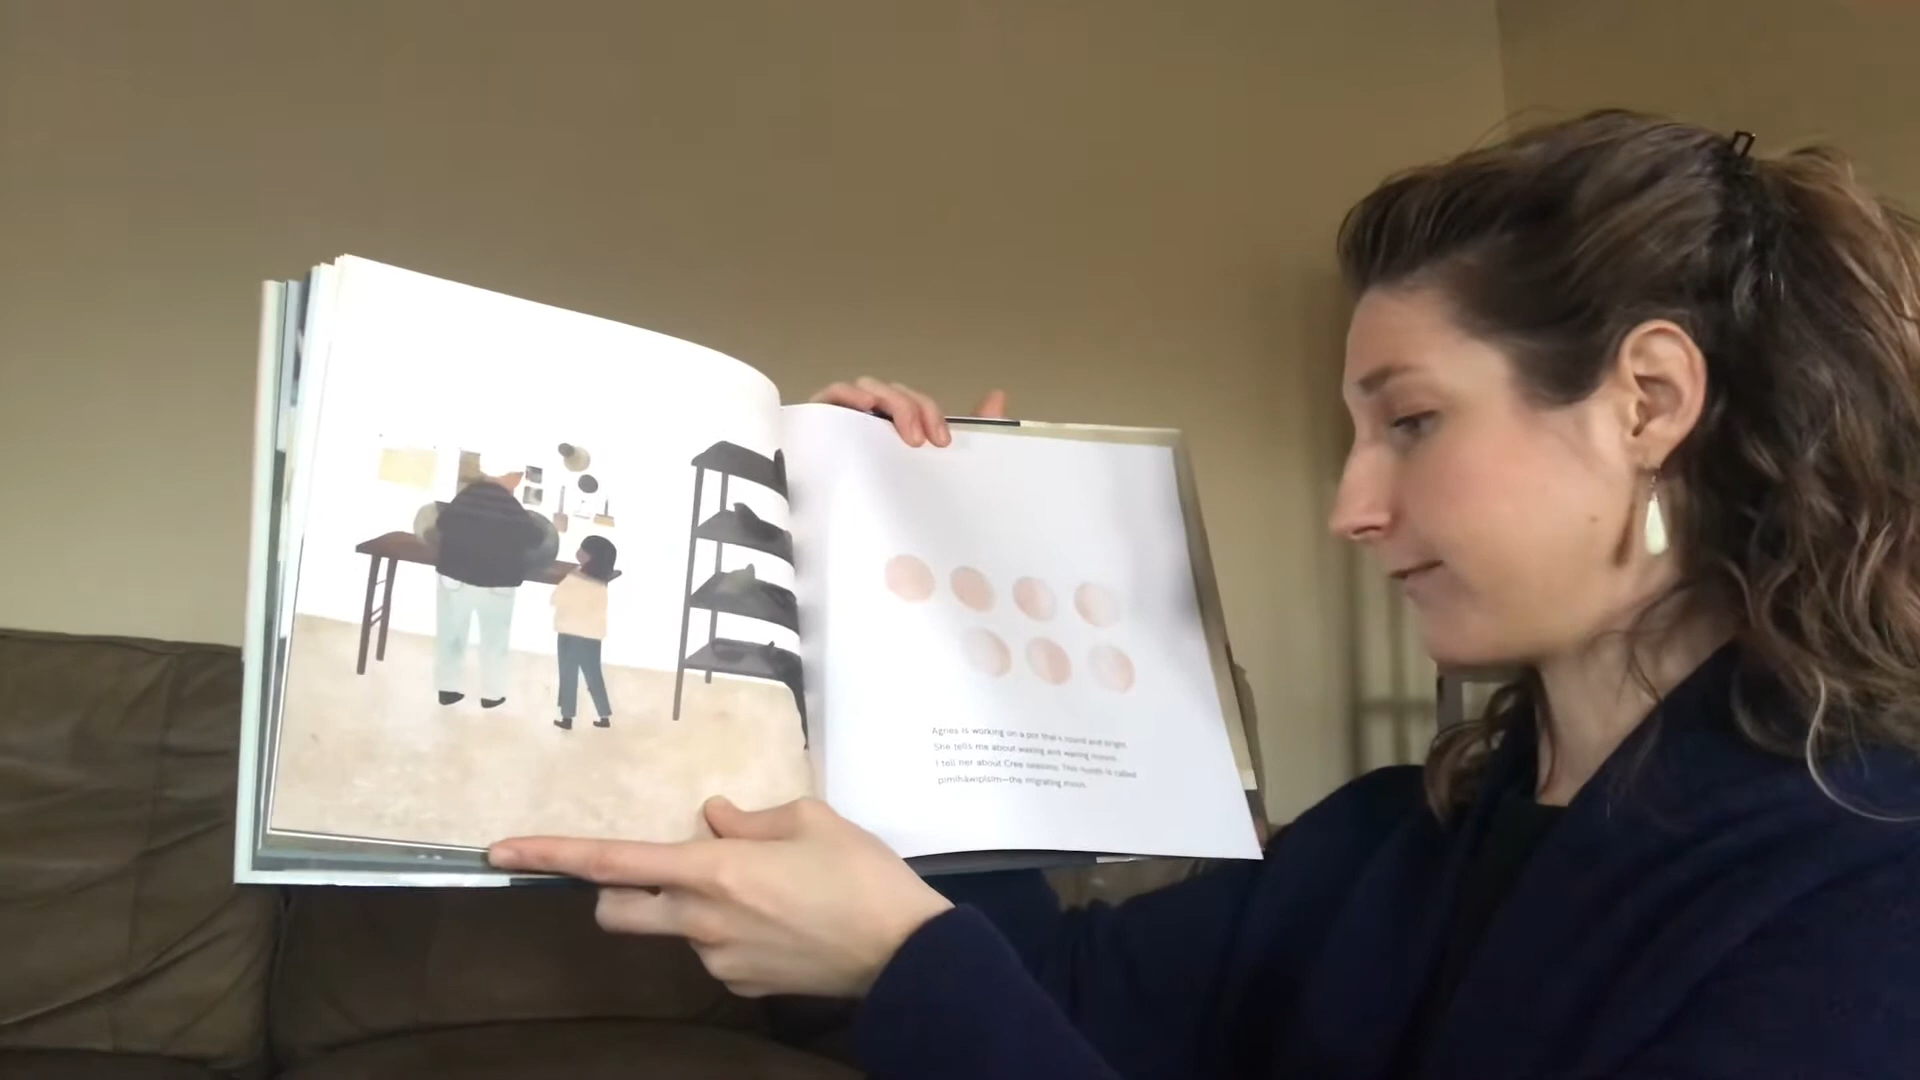 Agnes is working on a pot that's round and bright.
She tells me about waxing and waning moons.
I tell her about Cree seasons. This month is called
pimihâwipîsim—the migrating moon.